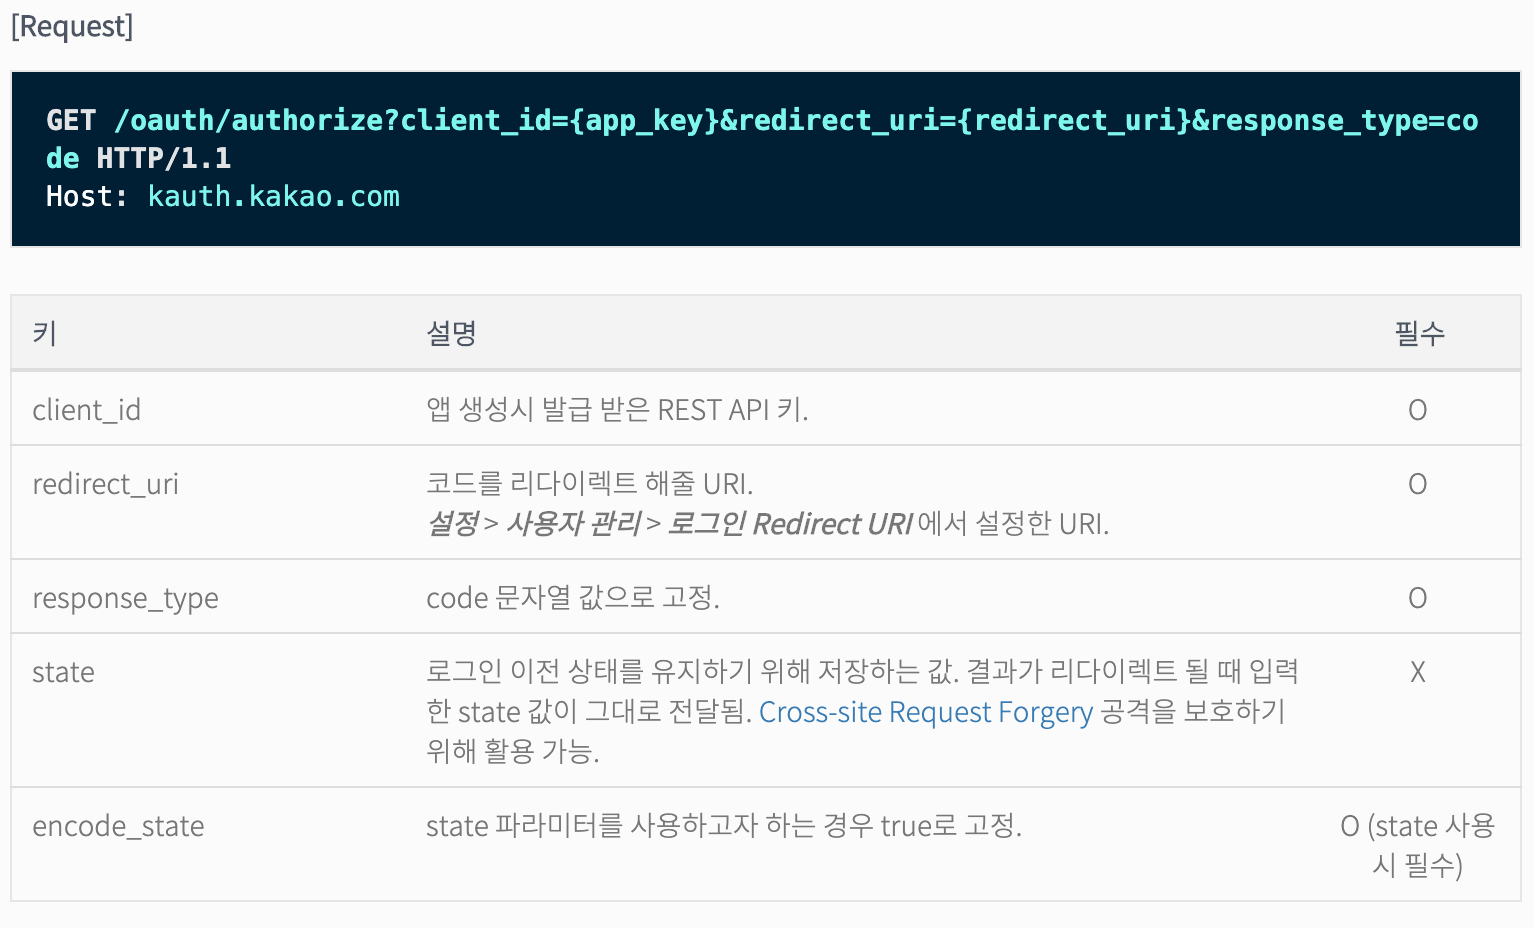 [Request]
GET /oauth/authorize?client_id={app_key}&redirect_uri={redirect_uri}&response_type=co
de HTTP/1.1
Host: kauth.kakao.com
키 설명 필수
client_id 앱 생성시 발급 받은 REST API 키. O
redirect_uri 코드를 리다이렉트 해줄 URI. O
설정 > 사용자 관리 > 로그인 Redirect URI 에서 설정한 URI.
response_type code 문자열 값으로 고정. O
state 로그인 이전 상태를 유지하기 위해 저장하는 값. 결과가 리다이렉트 될 때 입력 X
한 state 값이 그대로 전달됨. Cross-site Request Forgery 공격을 보호하기
위해 활용 가능.
encode_state state 파라미터를 사용하고자 하는 경우 true로 고정. O (state 사용
시 필수)